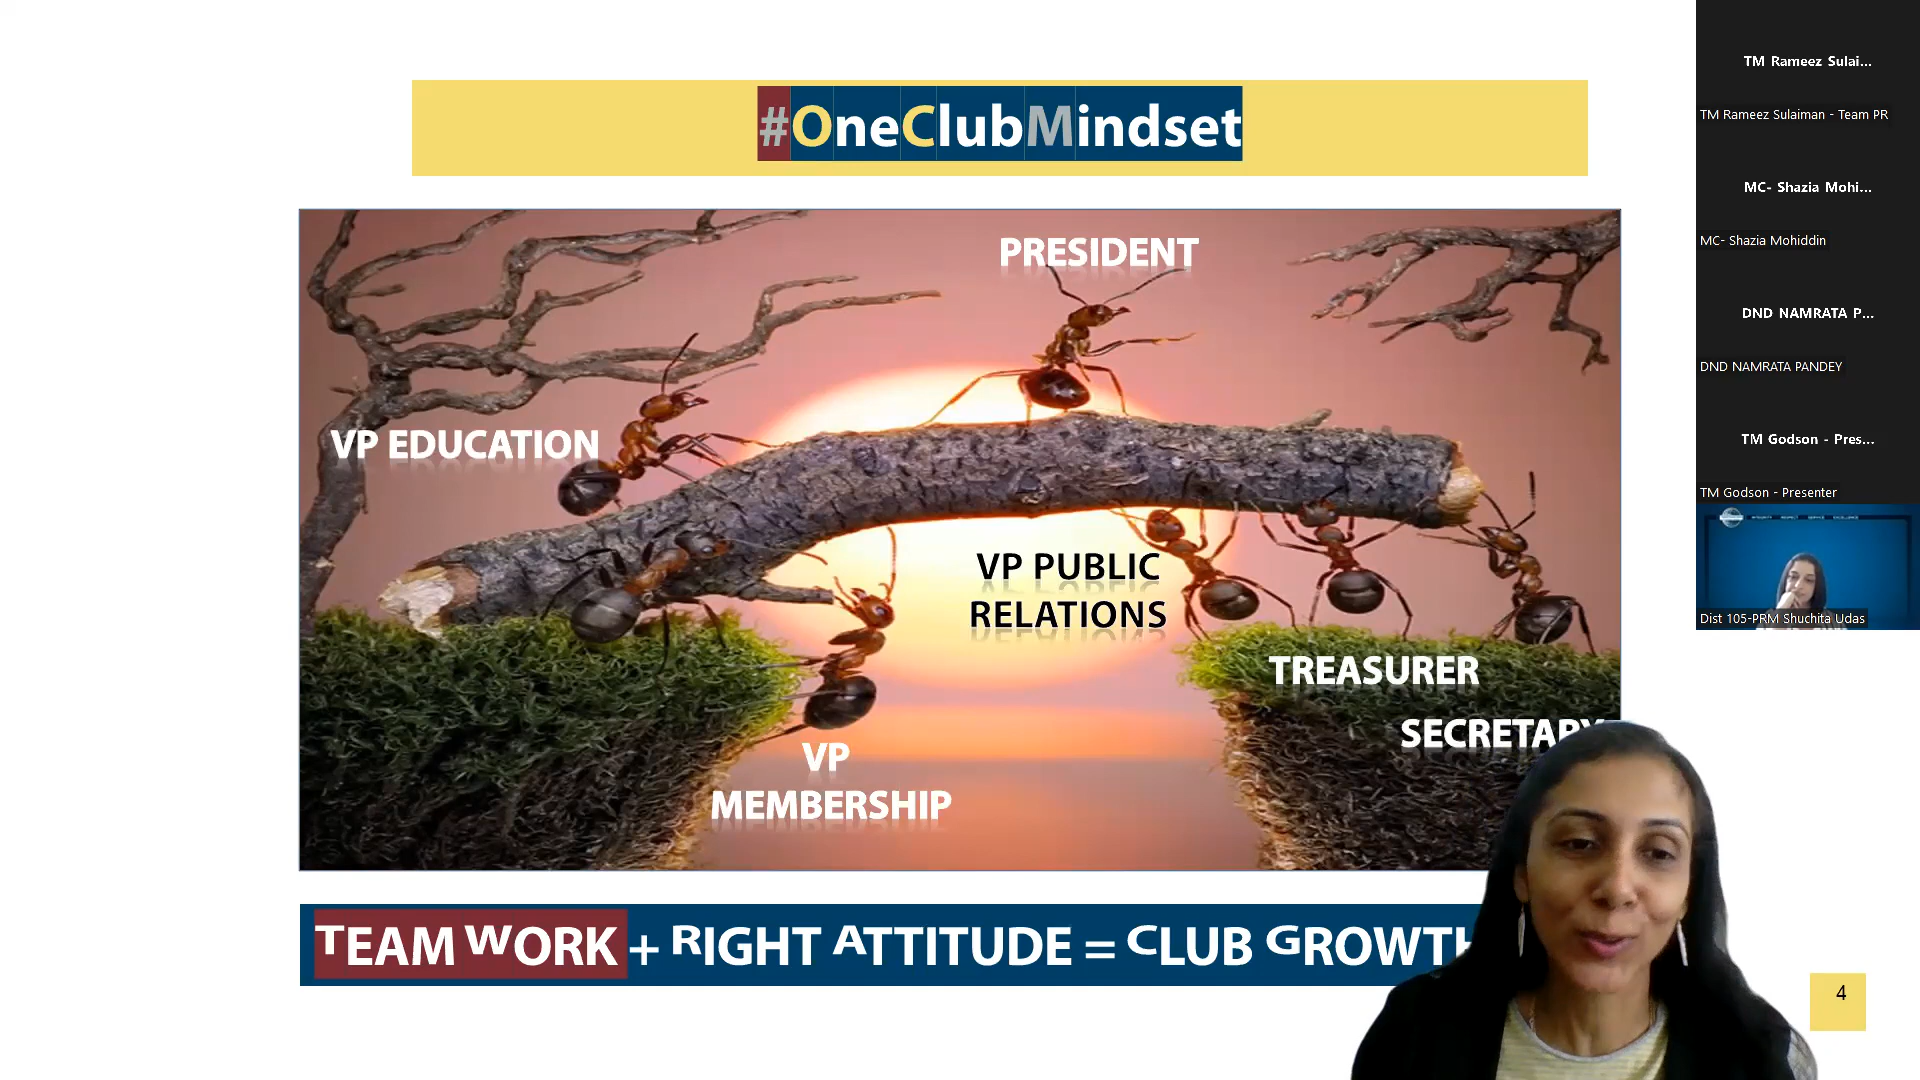 #OneClubMindset
PRESIDENT
VP EDUCATION
VP PUBLIC
RELATIONS
TREASURER
SECRETARY
VP
MEMBERSHIP
TEAM WORK + RIGHT ATTITUDE = CLUB GROWTH
4
TM Rameez Sulai...
TM Rameez Sulaiman - Team PR
MC- Shazia Mohi...
MC- Shazia Mohiddin
DND NAMRATA P...
DND NAMRATA PANDEY
TM Godson - Pres...
TM Godson - Presenter
Dist 105-PRM Shuchita Udas